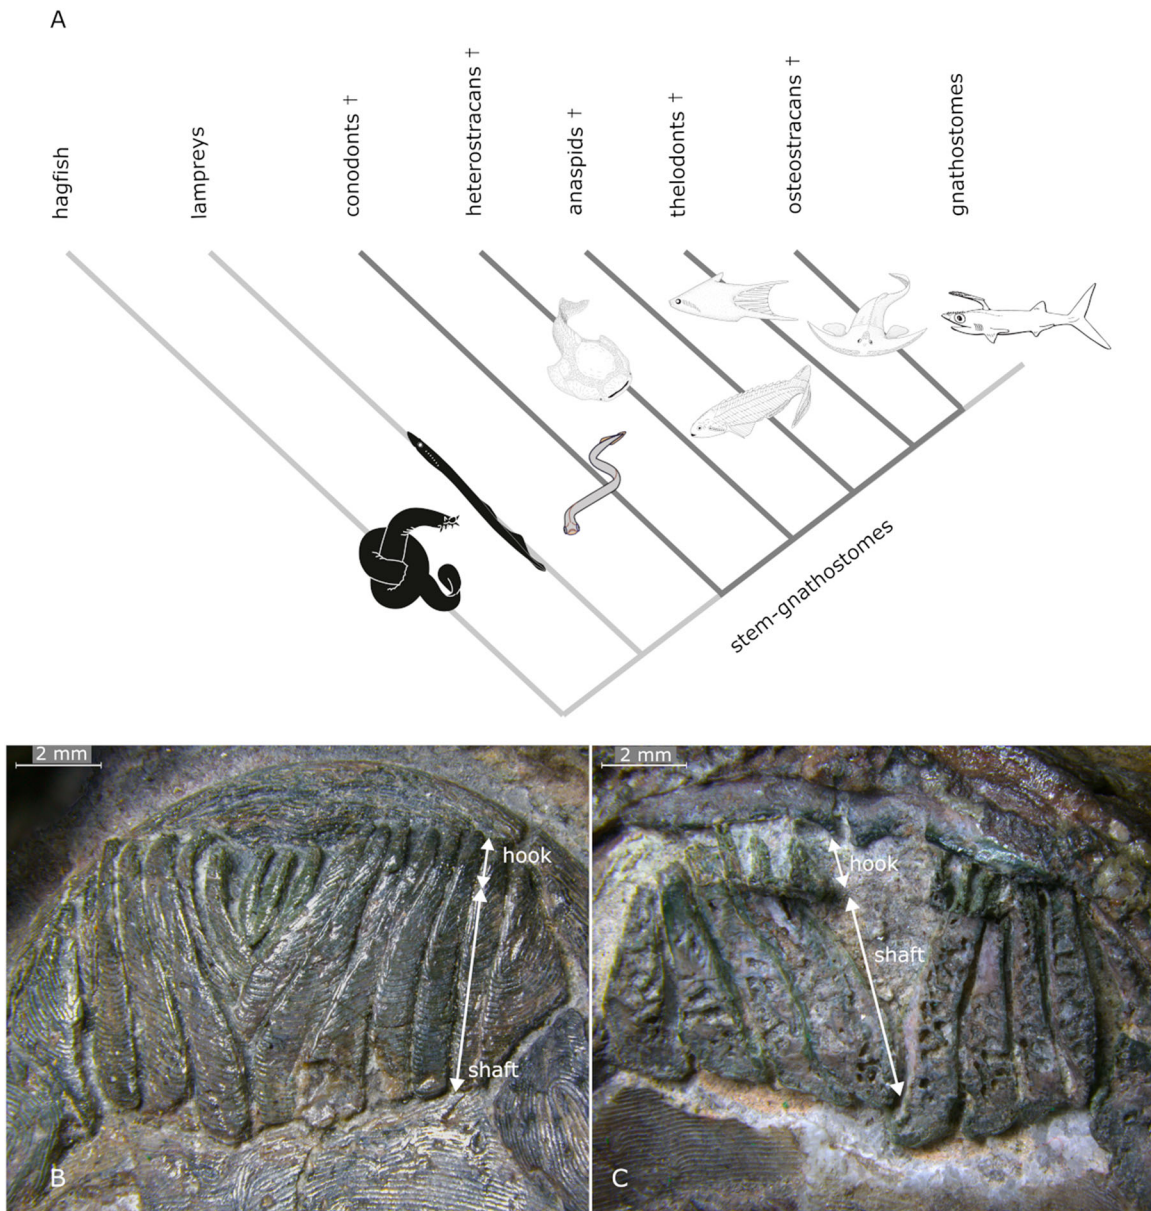 A
hagfish
lampreys
conodonts †
heterostracans †
anaspids †
thelodonts †
osteostracans †
gnathostomes
stem-gnathostomes
2 mm
hook
shaft
B
2 mm
hook
shaft
C